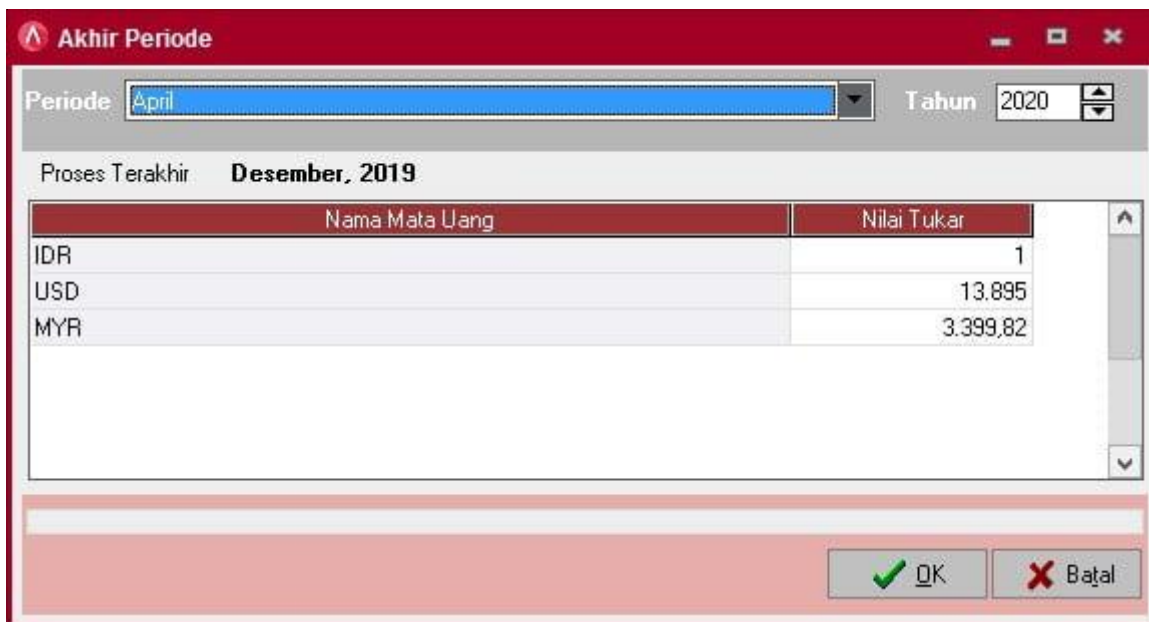 Akhir Periode
Periode April Tahun 2020
Proses Terakhir Desember, 2019
Nama Mata Uang Nilai Tukar
IDR 1
USD 13.895
MYR 3.399,82
OK Batal